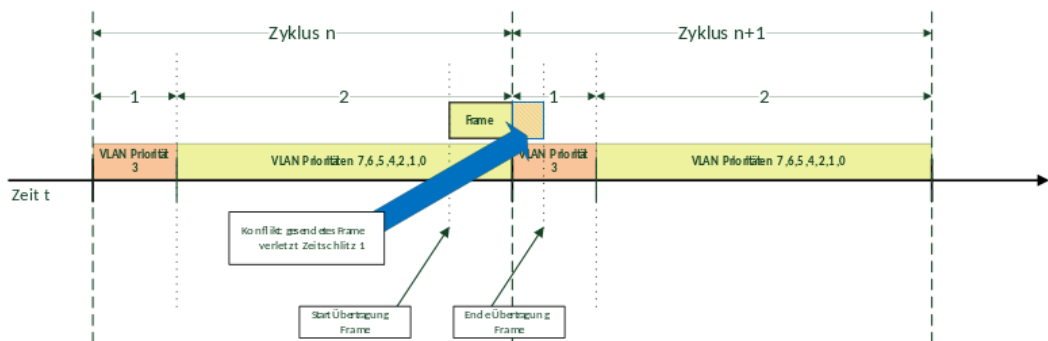 Zyklus n
Zyklus n+1
1
2
1
2
Frame
VLAN Priorität
3
VLAN Prioritäten 7,6,5,4,2,1,0
VLAN Priorität
3
VLAN Prioritäten 7,6,5,4,2,1,0
Zeit t
Konflikt: gesendetes Frame
verletzt Zeitschlitz 1
Start Übertragung
Frame
Ende Übertragung
Frame